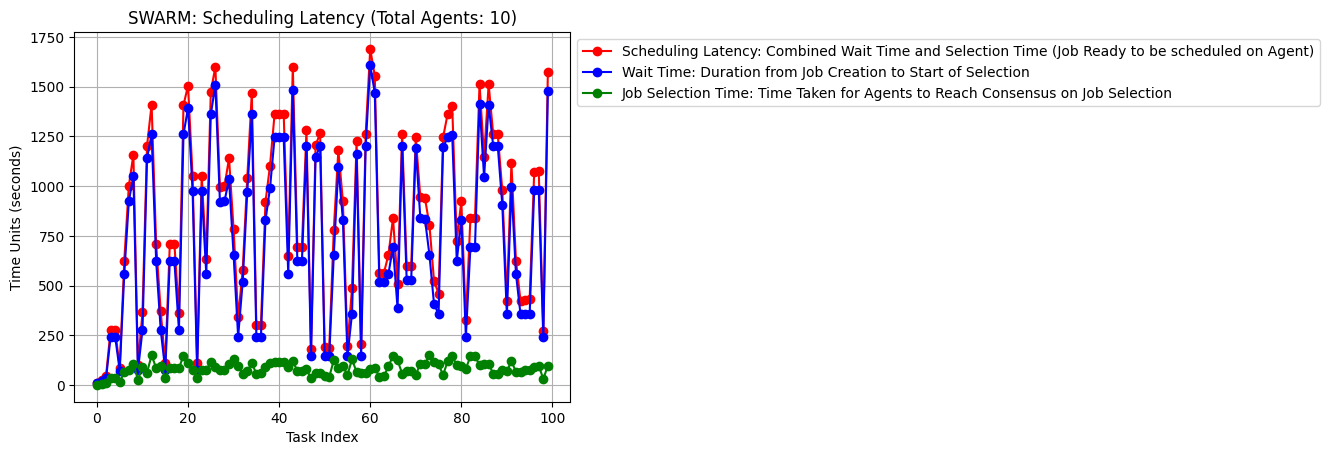 SWARM: Scheduling Latency (Total Agents: 10)
Scheduling Latency: Combined Wait Time and Selection Time (Job Ready to be scheduled on Agent)
Wait Time: Duration from Job Creation to Start of Selection
Job Selection Time: Time Taken for Agents to Reach Consensus on Job Selection
Time Units (seconds)
1750
1500
1250
1000
750
500
250
0
0 20 40 60 80 100
Task Index